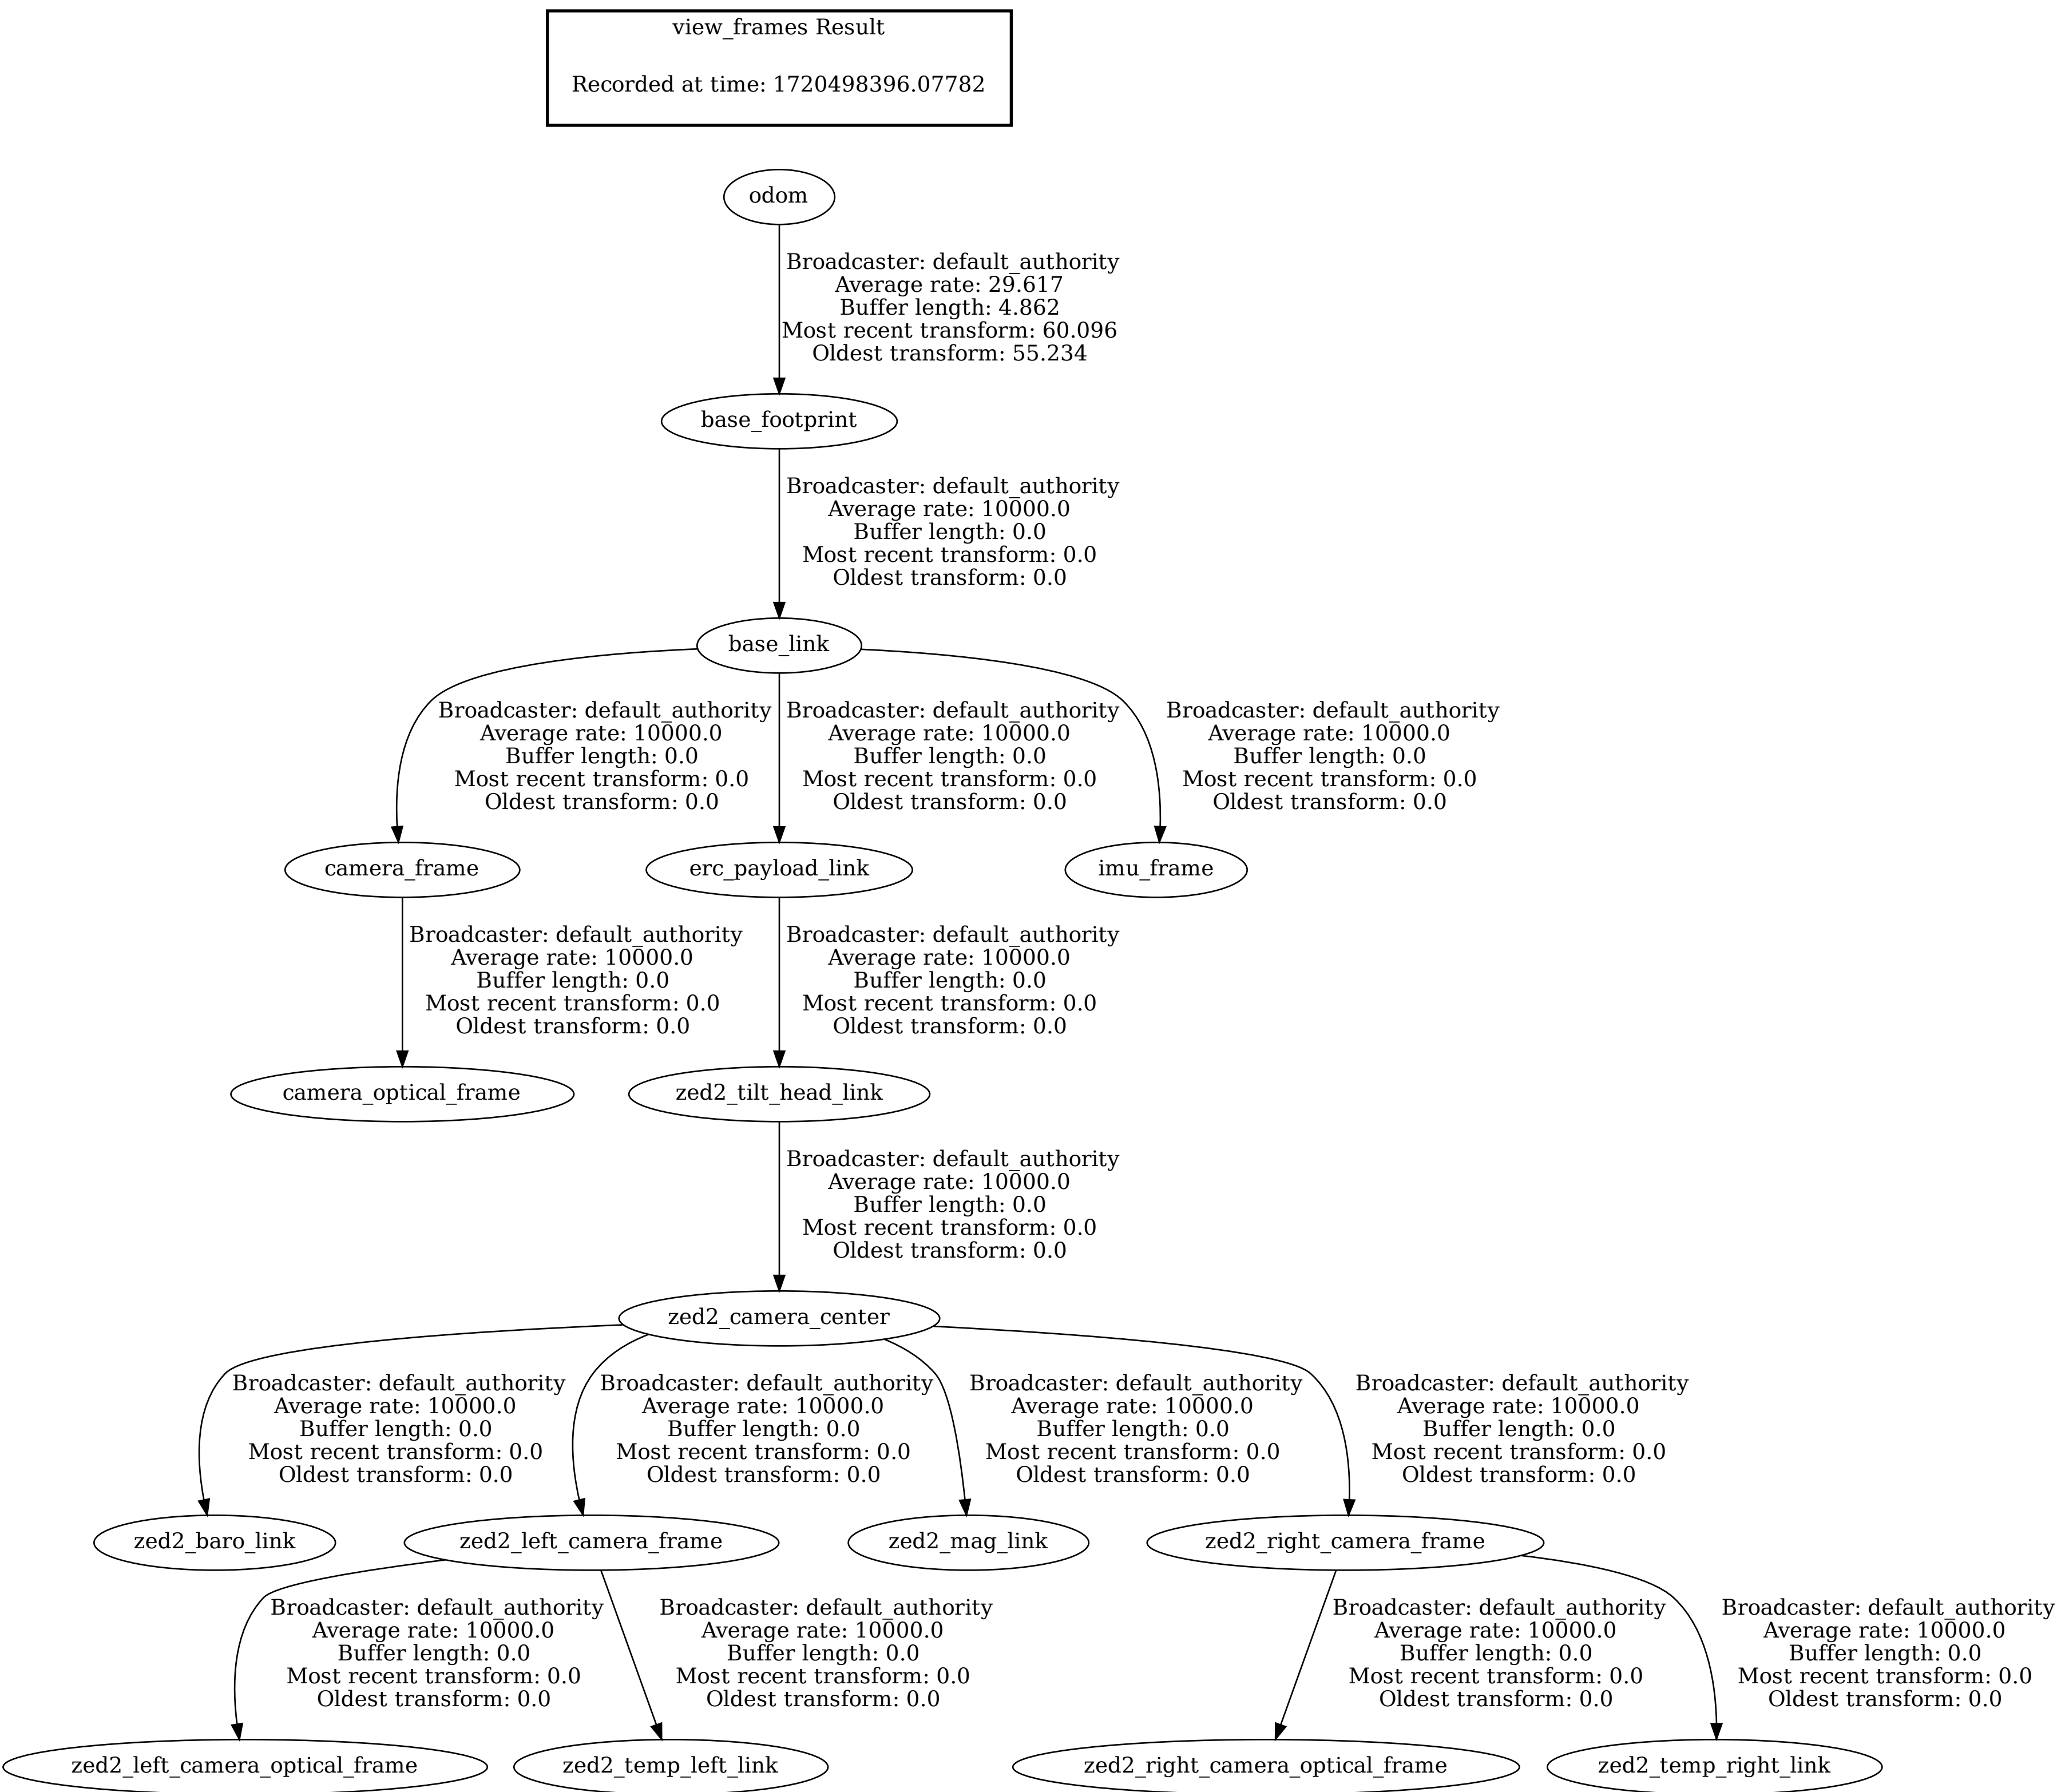 view_frames Result
Recorded at time: 1720498396.07782
odom
Broadcaster: default_authority
Average rate: 29.617
Buffer length: 4.862
Most recent transform: 60.096
Oldest transform: 55.234
base_footprint
Broadcaster: default_authority
Average rate: 10000.0
Buffer length: 0.0
Most recent transform: 0.0
Oldest transform: 0.0
base_link
Broadcaster: default_authority
Average rate: 10000.0
Buffer length: 0.0
Most recent transform: 0.0
Oldest transform: 0.0
Broadcaster: default_authority
Average rate: 10000.0
Buffer length: 0.0
Most recent transform: 0.0
Oldest transform: 0.0
Broadcaster: default_authority
Average rate: 10000.0
Buffer length: 0.0
Most recent transform: 0.0
Oldest transform: 0.0
camera_frame
erc_payload_link
imu_frame
Broadcaster: default_authority
Average rate: 10000.0
Buffer length: 0.0
Most recent transform: 0.0
Oldest transform: 0.0
Broadcaster: default_authority
Average rate: 10000.0
Buffer length: 0.0
Most recent transform: 0.0
Oldest transform: 0.0
camera_optical_frame
zed2_tilt_head_link
Broadcaster: default_authority
Average rate: 10000.0
Buffer length: 0.0
Most recent transform: 0.0
Oldest transform: 0.0
zed2_camera_center
Broadcaster: default_authority
Average rate: 10000.0
Buffer length: 0.0
Most recent transform: 0.0
Oldest transform: 0.0
Broadcaster: default_authority
Average rate: 10000.0
Buffer length: 0.0
Most recent transform: 0.0
Oldest transform: 0.0
Broadcaster: default_authority
Average rate: 10000.0
Buffer length: 0.0
Most recent transform: 0.0
Oldest transform: 0.0
Broadcaster: default_authority
Average rate: 10000.0
Buffer length: 0.0
Most recent transform: 0.0
Oldest transform: 0.0
zed2_baro_link
zed2_left_camera_frame
zed2_mag_link
zed2_right_camera_frame
Broadcaster: default_authority
Average rate: 10000.0
Buffer length: 0.0
Most recent transform: 0.0
Oldest transform: 0.0
Broadcaster: default_authority
Average rate: 10000.0
Buffer length: 0.0
Most recent transform: 0.0
Oldest transform: 0.0
Broadcaster: default_authority
Average rate: 10000.0
Buffer length: 0.0
Most recent transform: 0.0
Oldest transform: 0.0
Broadcaster: default_authority
Average rate: 10000.0
Buffer length: 0.0
Most recent transform: 0.0
Oldest transform: 0.0
zed2_left_camera_optical_frame
zed2_temp_left_link
zed2_right_camera_optical_frame
zed2_temp_right_link